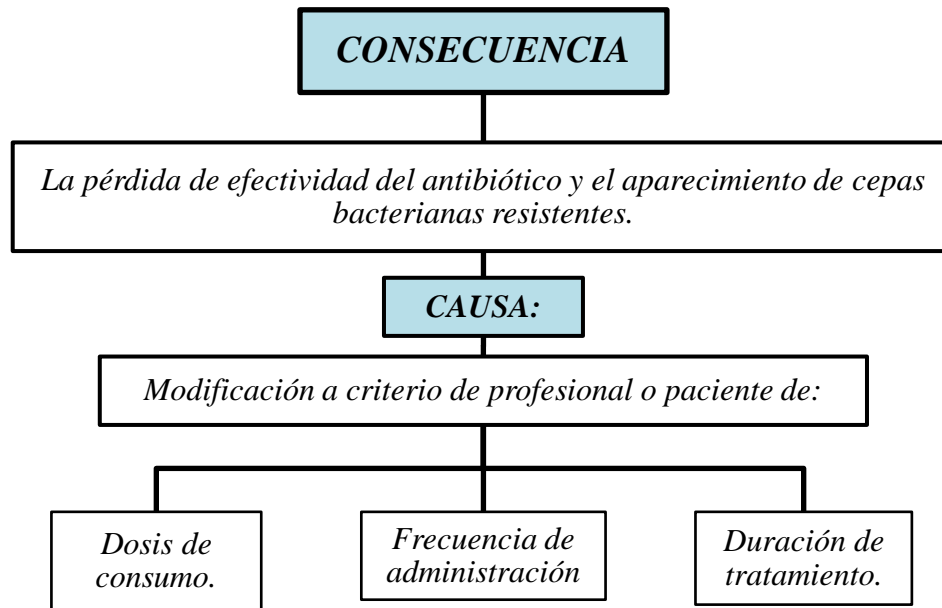 CONSECUENCIA
La pérdida de efectividad del antibiótico y el aparecimiento de cepas
bacterianas resistentes.
CAUSA:
Modificación a criterio de profesional o paciente de:
Dosis de
consumo.
Frecuencia de
administración
Duración de
tratamiento.